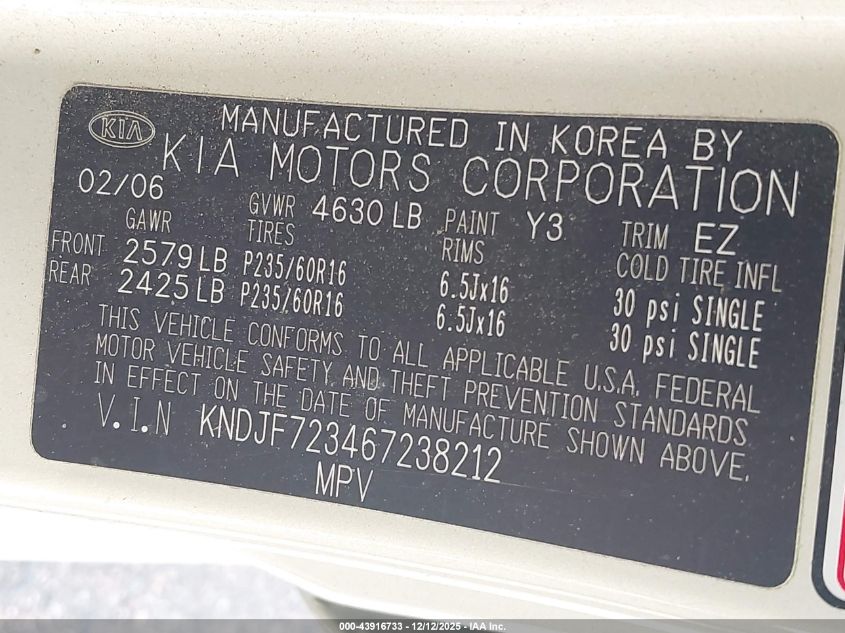 KIA
MANUFACTURED IN KOREA BY
KIA MOTORS CORPORATION
02/06 GVWR 4630 LB PAINT Y3 TRIM EZ
GAWR TIRES RIMS COLD TIRE INFL
FRONT 2579 LB P235/60R16 6.5Jx16 30 psi SINGLE
REAR 2425 LB P235/60R16 6.5Jx16 30 psi SINGLE
THIS VEHICLE CONFORMS TO ALL APPLICABLE U.S.A. FEDERAL
MOTOR VEHICLE SAFETY AND THEFT PREVENTION STANDARDS
IN EFFECT ON THE DATE OF MANUFACTURE SHOWN ABOVE.
V.I.N KNDJF723467238212
MPV
000-43916733 - 12/12/2025 - IAA Inc.